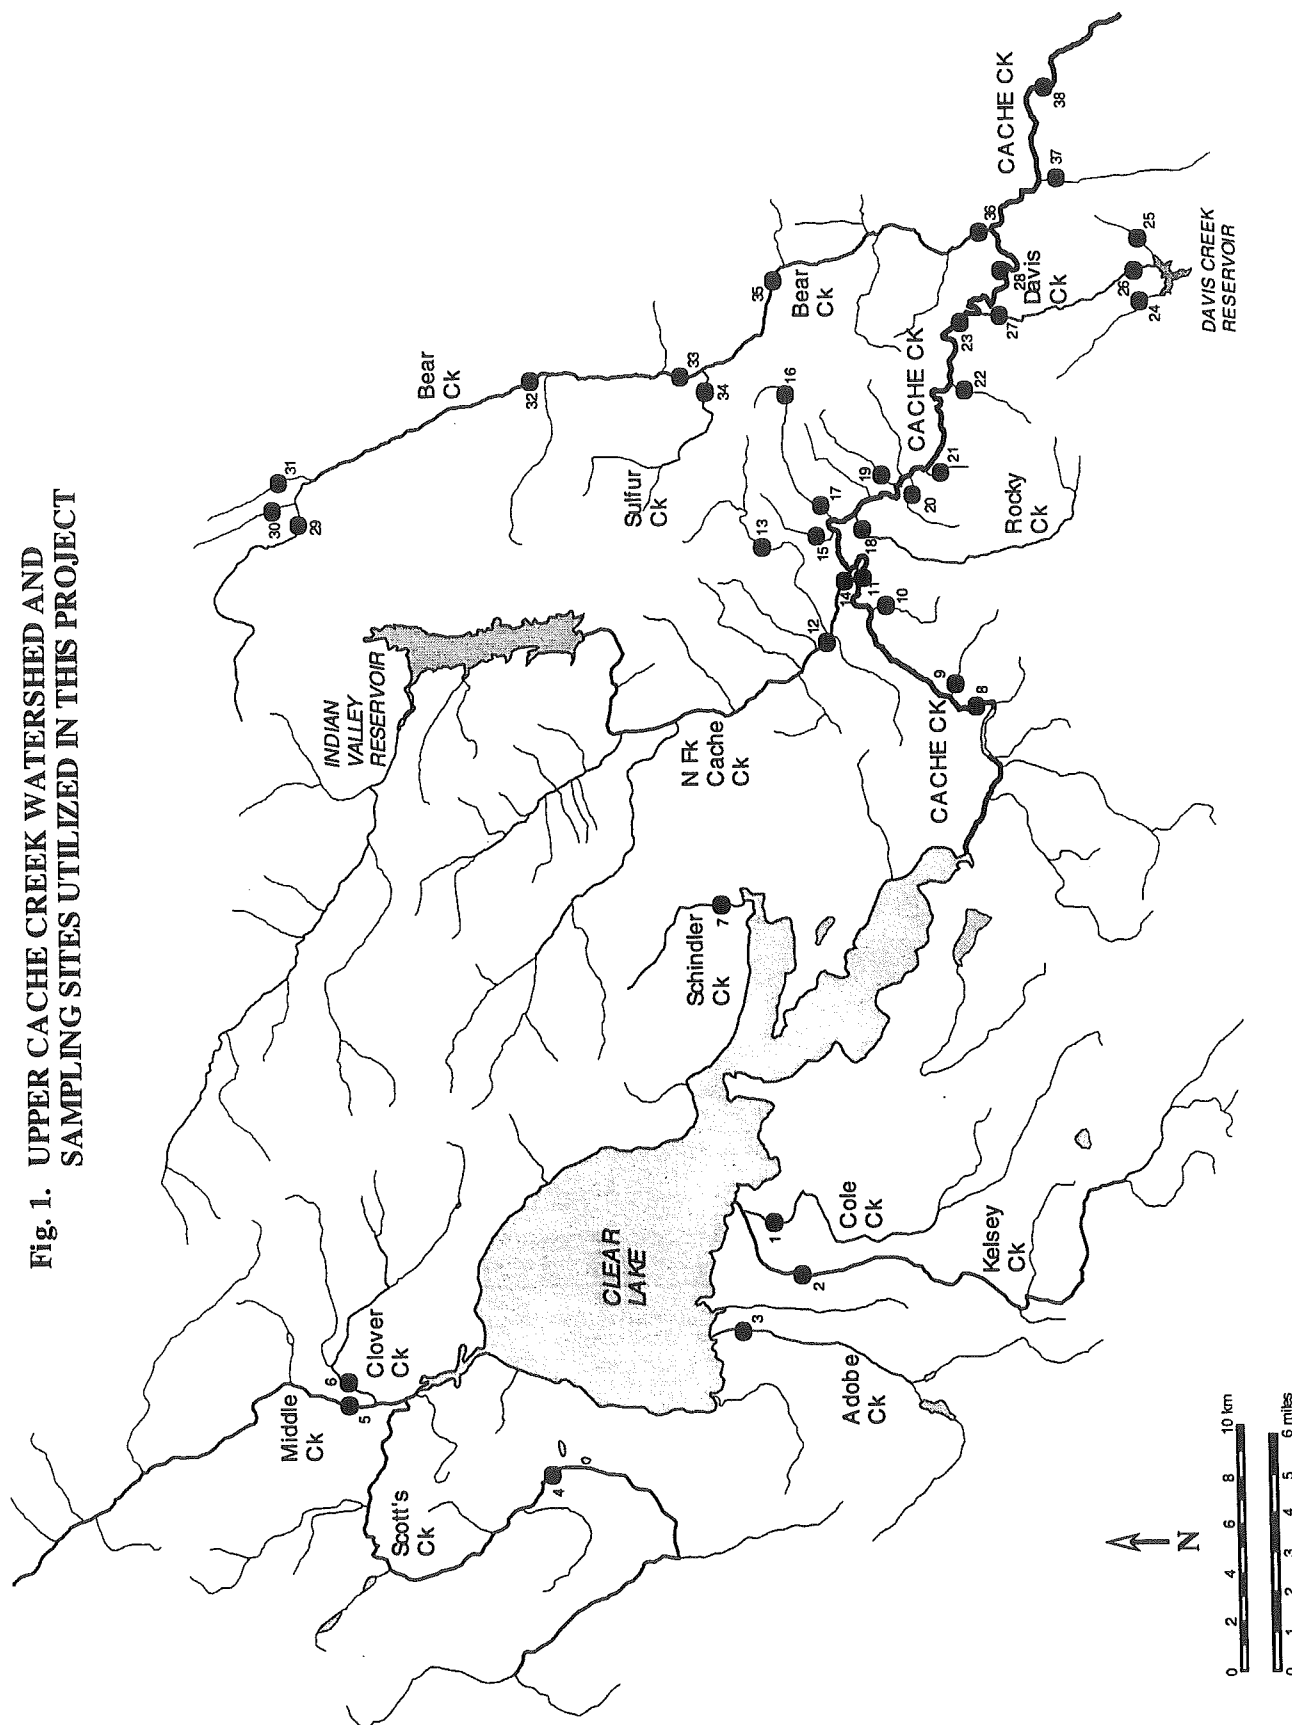 Fig. 1. UPPER CACHE CREEK WATERSHED AND
SAMPLING SITES UTILIZED IN THIS PROJECT
Middle
Ck
Scott's
Ck
Clover
Ck
4
5
6
CLEAR
LAKE
Adobe
Ck
3
Kelsey
Ck
2
Cole
Ck
1
Schindler
Ck
7
INDIAN
VALLEY
RESERVOIR
N Fk
Cache
Ck
CACHE CK
8
9
10
11
12
13
14
15
16
17
18
19
20
21
Rocky
Ck
Sulfur
Ck
29
30
31
Bear
Ck
32
33
34
35
Bear
Ck
CACHE CK
22
23
24
25
26
27
28
Davis
Ck
DAVIS CREEK
RESERVOIR
36
37
38
CACHE CK
N
0 2 4 6 8 10 km
0 1 2 3 4 5 6 miles